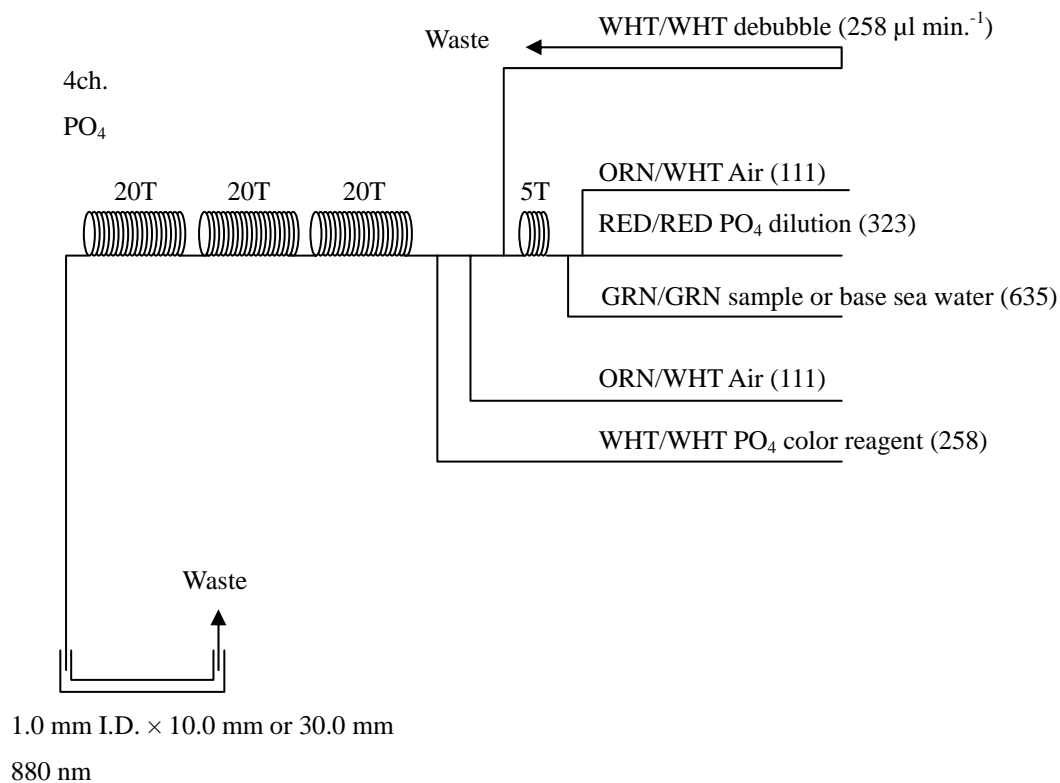 WHT/WHT debubble (258 µl min.⁻¹)
Waste
4ch.
PO₄
20T 20T 20T 5T
ORN/WHT Air (111)
RED/RED PO₄ dilution (323)
GRN/GRN sample or base sea water (635)
ORN/WHT Air (111)
WHT/WHT PO₄ color reagent (258)
Waste
1.0 mm I.D. × 10.0 mm or 30.0 mm
880 nm